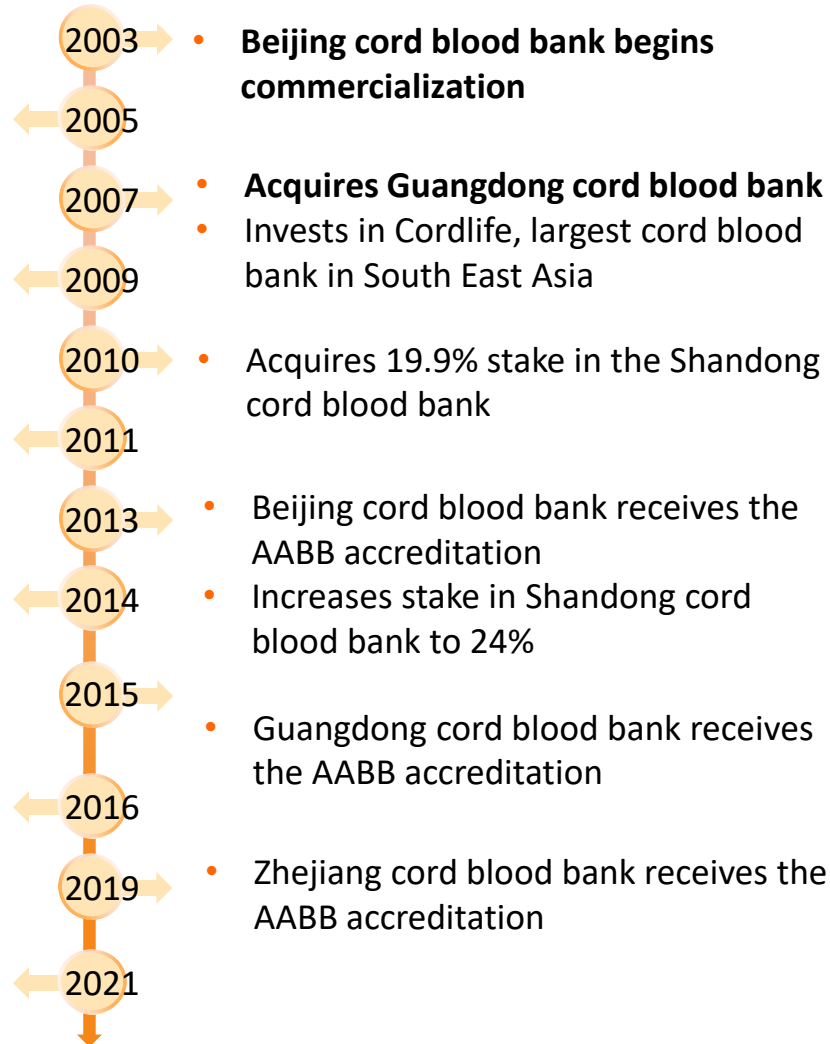 2003
• Beijing cord blood bank begins
commercialization
2005
2007
• Acquires Guangdong cord blood bank
• Invests in Cordlife, largest cord blood
bank in South East Asia
2009
2010
• Acquires 19.9% stake in the Shandong
cord blood bank
2011
2013
• Beijing cord blood bank receives the
AABB accreditation
• Increases stake in Shandong cord
blood bank to 24%
2014
2015
• Guangdong cord blood bank receives
the AABB accreditation
2016
2019
• Zhejiang cord blood bank receives the
AABB accreditation
2021